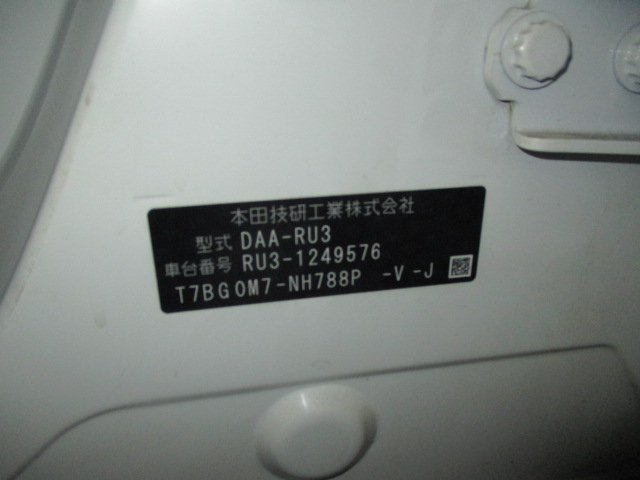 本田技研工業株式会社
型式 DAA-RU3
車台番号 RU3-1249576
T7BG0M7-NH788P -V -J